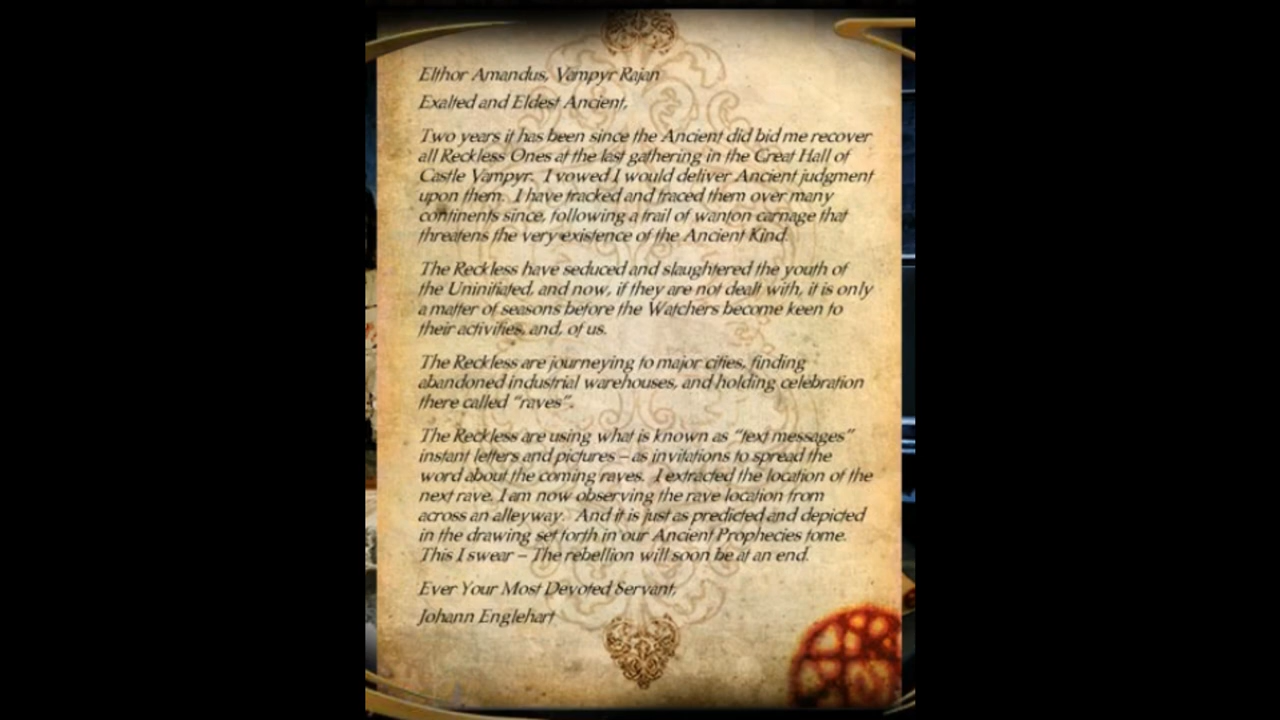 Elthor Amandus, Vampyr Rajan
Exalted and Eldest Ancient,
Two years it has been since the Ancient did bid me recover
all Reckless Ones at the last gathering in the Great Hall of
Castle Vampyr. I vowed I would deliver Ancient judgment
upon them. I have tracked and traced them over many
continents since, following a trail of wanton carnage that
threatens the very existence of the Ancient Kind.
The Reckless have seduced and slaughtered the youth of
the Uninitiated, and now, if they are not dealt with, it is only
a matter of seasons before the Watchers become keen to
their activities, and, of us.
The Reckless are journeying to major cities, finding
abandoned industrial warehouses, and holding celebration
there called "raves".
The Reckless are using what is known as "text messages"
instant letters and pictures – as invitations to spread the
word about the coming raves. I extracted the location of the
next rave. I am now observing the rave location from
across an alleyway. And it is just as predicted and depicted
in the drawing set forth in our Ancient Prophecies tome.
This I swear – The rebellion will soon be at an end.
Ever Your Most Devoted Servant,
Johann Englehart